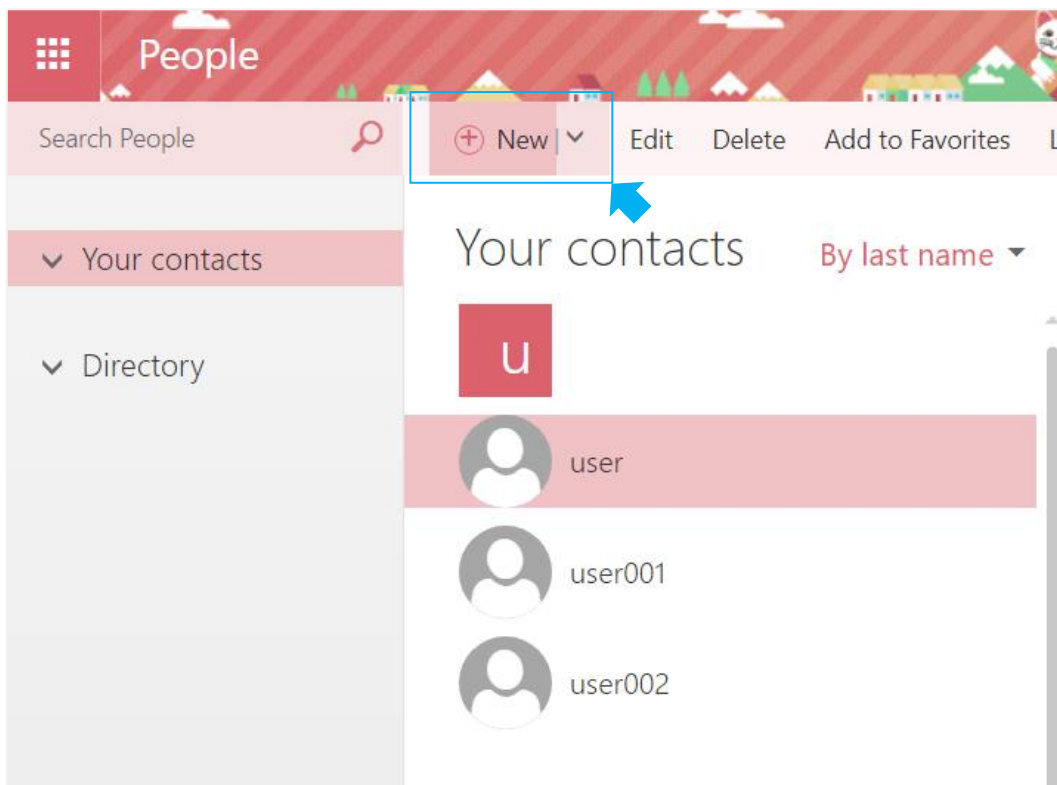 People
Search People
New
Edit
Delete
Add to Favorites
Your contacts
Directory
Your contacts
By last name
u
user
user001
user002